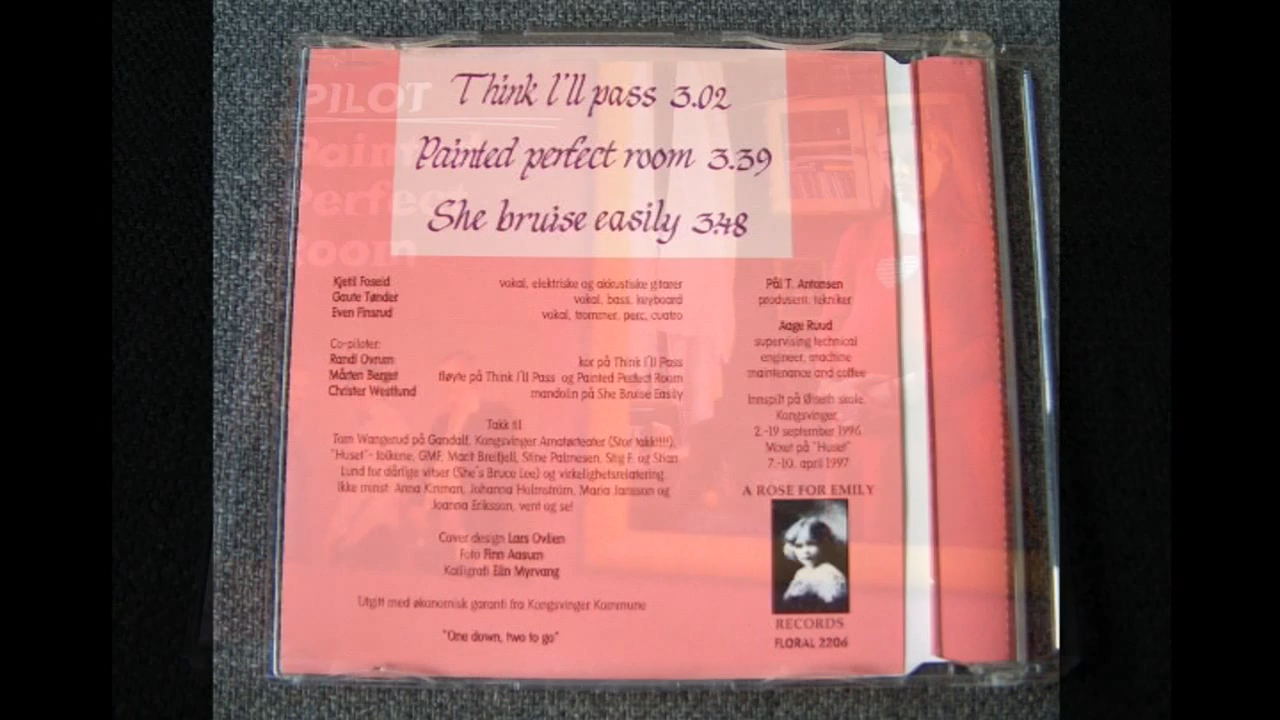 Think I'll pass 3.02
Painted perfect room 3.39
She bruise easily 3.48
PILOT
Painted
Perfect
Room
Kjetil Foseid vokal, elektriske og akkustiske gitarer
Gaute Tønder vokal, bass, keyboard
Even Finsrud vokal, trommer, perc, cuatro
Co-piloter:
Randi Ovrum kor på Think I'll Pass
Mårten Berget fløyte på Think I'll Pass og Painted Perfect Room
Christer Westlund mandolin på She Bruise Easily
Takk til
Tom Wangerud på Gandalf, Kongsvinger Amatørteater (Stor takk!!!!),
"Huset"- folkene, GMF, Marit Breifjell, Stine Palmesen, Stig F. og Stian
Lund for dårlige vitser (She's Bruce Lee) og virkelighetsrelatering.
Ikke minst: Anna Kinman, Johanna Holmström, Maria Jansson og
Joanna Eriksson, vent og se!
Cover design Lars Ovlien
Foto Finn Aasum
Kalligrafi Elin Myrvang
Utgitt med økonomisk garanti fra Kongsvinger Kommune
"One down, two to go"
Pål T. Antonsen
produsent, tekniker
Aage Ruud
supervising technical
engineer, machine
maintenance and coffee
Innspilt på Øiseth skole,
Kongsvinger,
2.-19 september 1996
Mixet på "Huset"
7.-10. april 1997
A ROSE FOR EMILY
RECORDS
FLORAL 2206